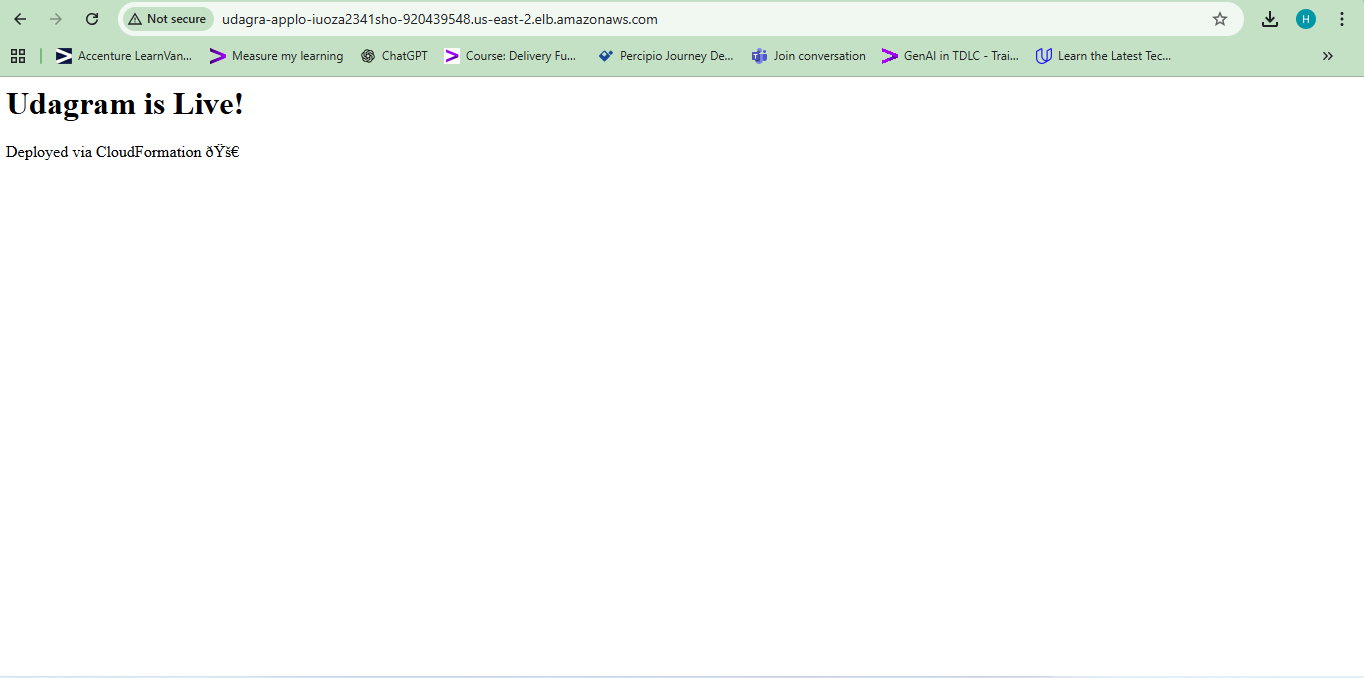 Not secure udagra-applo-iuoza2341sho-920439548.us-east-2.elb.amazonaws.com H
Accenture LearnVan... Measure my learning ChatGPT Course: Delivery Fu... Percipio Journey De... Join conversation GenAI in TDLC - Trai... Learn the Latest Tec...
Udagram is Live!
Deployed via CloudFormation ðŸš€